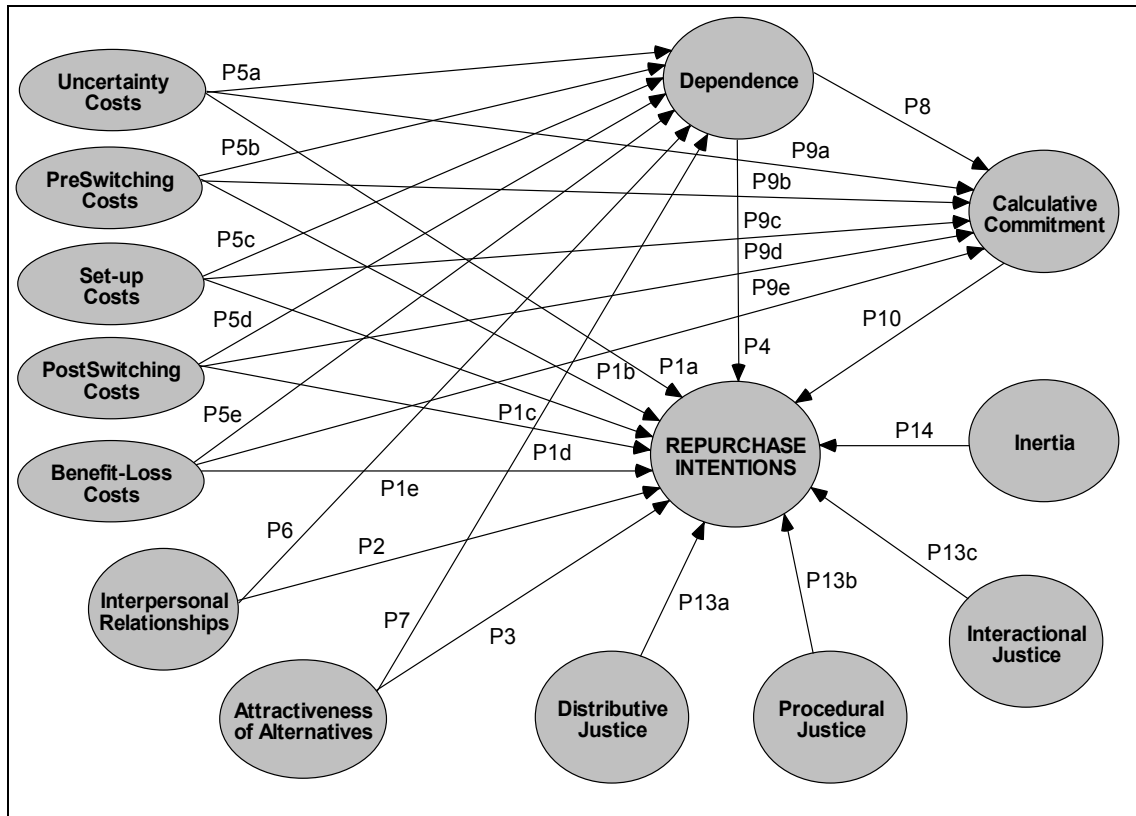 Uncertainty
Costs
PreSwitching
Costs
Set-up
Costs
PostSwitching
Costs
Benefit-Loss
Costs
Interpersonal
Relationships
Attractiveness
of Alternatives
Distributive
Justice
Procedural
Justice
Interactional
Justice
Inertia
REPURCHASE
INTENTIONS
Calculative
Commitment
Dependence
P5a
P5b
P5c
P5d
P5e
P6
P7
P8
P9a
P9b
P9c
P9d
P9e
P10
P4
P1a
P1b
P1c
P1d
P1e
P2
P3
P13a
P13b
P13c
P14